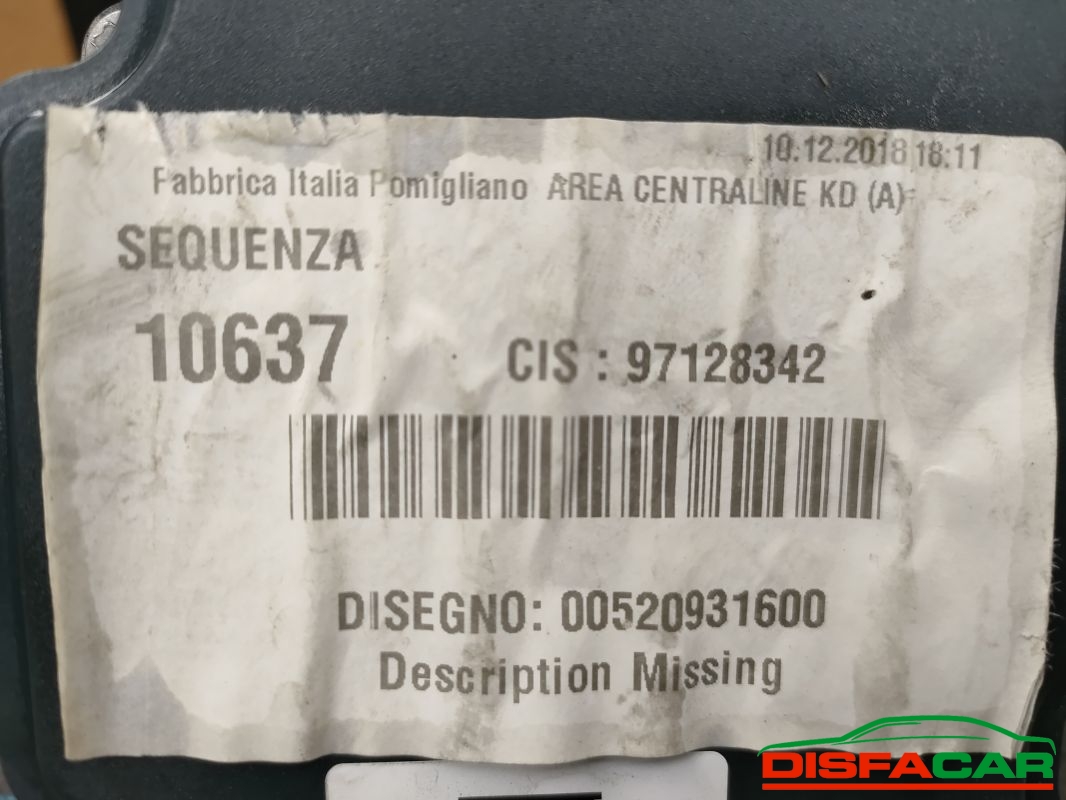 10.12.2018 18:11
Fabbrica Italia Pomigliano AREA CENTRALINE KD (A)
SEQUENZA
10637 CIS : 97128342
DISEGNO: 00520931600
Description Missing
DISFACAR